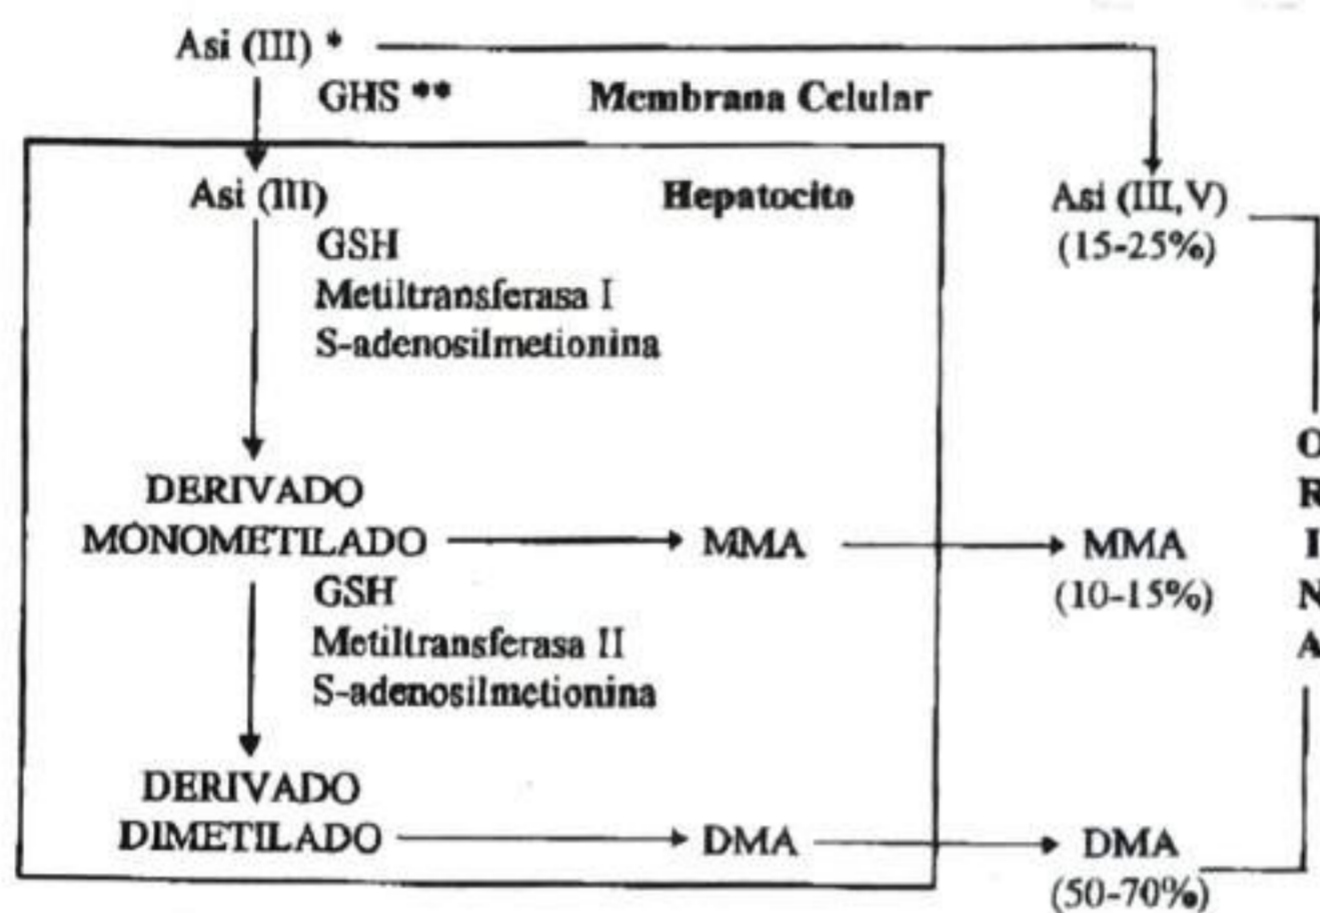 Asi (III) *
GHS **
Membrana Celular
Asi (III)
Hepatocito
Asi (III,V)
(15-25%)
GSH
Metiltransferasa I
S-adenosilmetionina
DERIVADO
MONOMETILADO
MMA
MMA
(10-15%)
GSH
Metiltransferasa II
S-adenosilmetionina
DERIVADO
DIMETILADO
DMA
DMA
(50-70%)
O
R
I
N
A